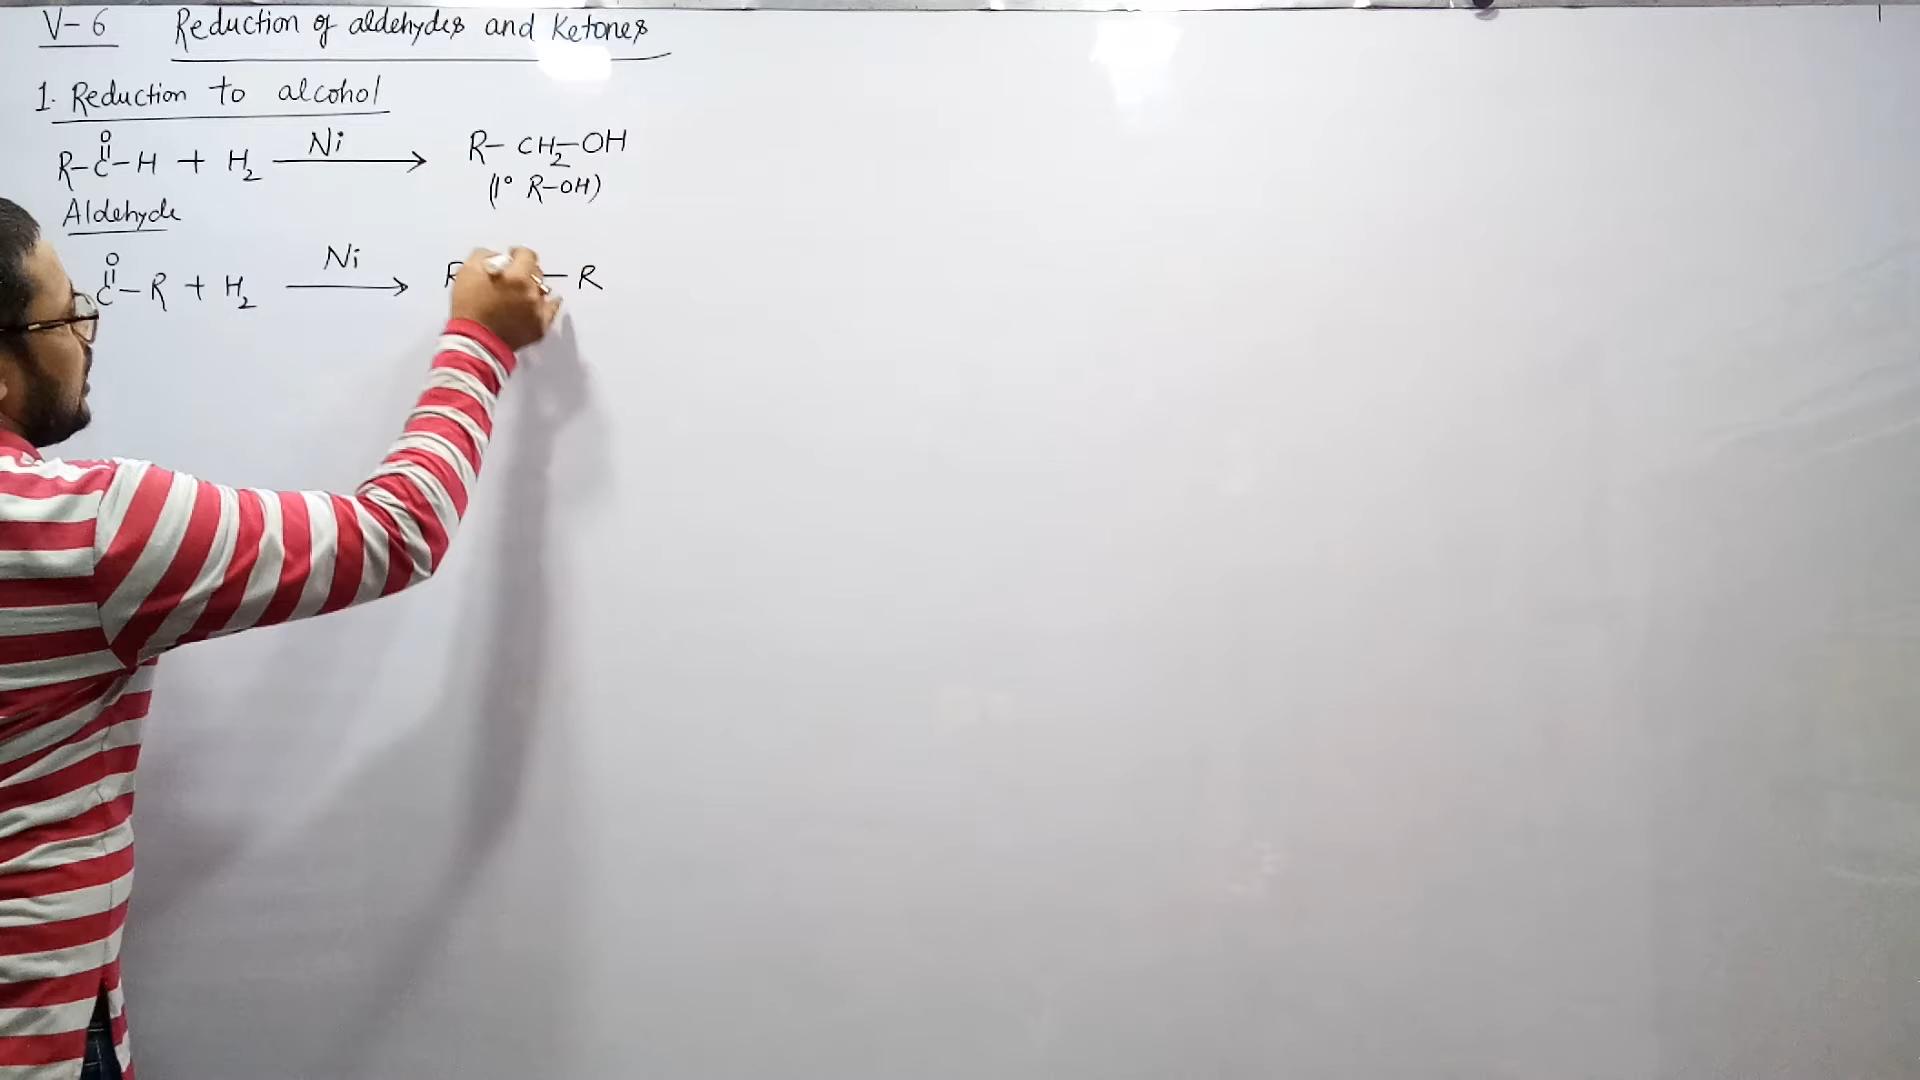 V-6 Reduction of aldehydes and Ketones
1. Reduction to alcohol
O
R-C-H + H2 Ni → R-CH2-OH
(1° R-OH)
Aldehyde
O
C-R + H2 Ni → R -R